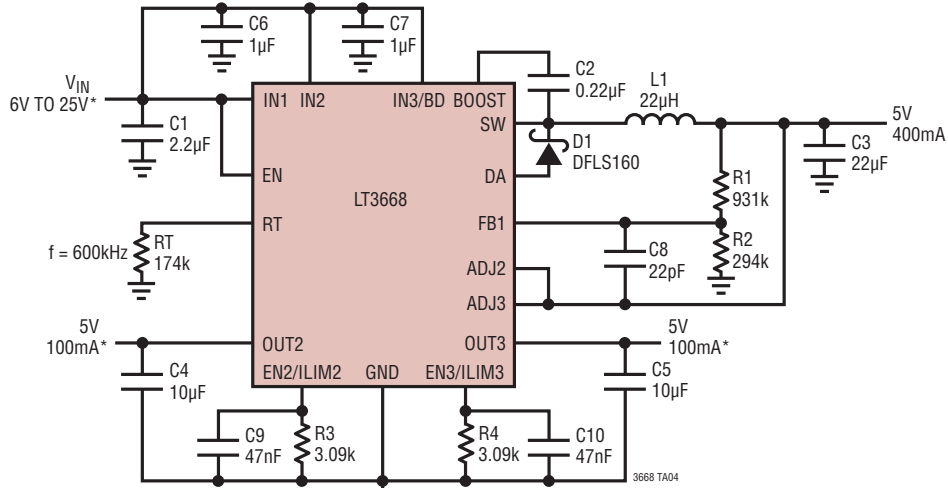 C6
1µF
C7
1µF
V_IN
6V TO 25V*
C1
2.2µF
IN1 IN2
IN3/BD BOOST
SW
C2
0.22µF
L1
22µH
5V
400mA
C3
22µF
D1
DFLS160
EN
DA
LT3668
R1
931k
RT
FB1
R2
294k
f = 600kHz
RT
174k
C8
22pF
ADJ2
ADJ3
5V
100mA*
OUT2
OUT3
5V
100mA*
C4
10µF
C5
10µF
EN2/ILIM2 GND EN3/ILIM3
C9
47nF
R3
3.09k
R4
3.09k
C10
47nF
3668 TA04